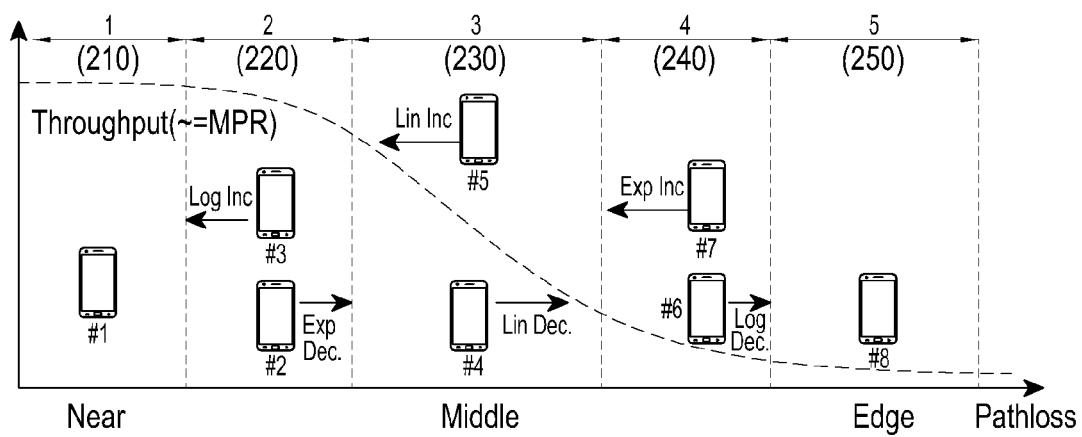 1 2 3 4 5
(210) (220) (230) (240) (250)
Throughput(~=MPR)
Lin Inc
#5
Log Inc
Exp Inc
#3
#7
#1
#2
Exp
Dec.
#4
Lin Dec.
#6
Log
Dec.
#8
Near Middle Edge Pathloss